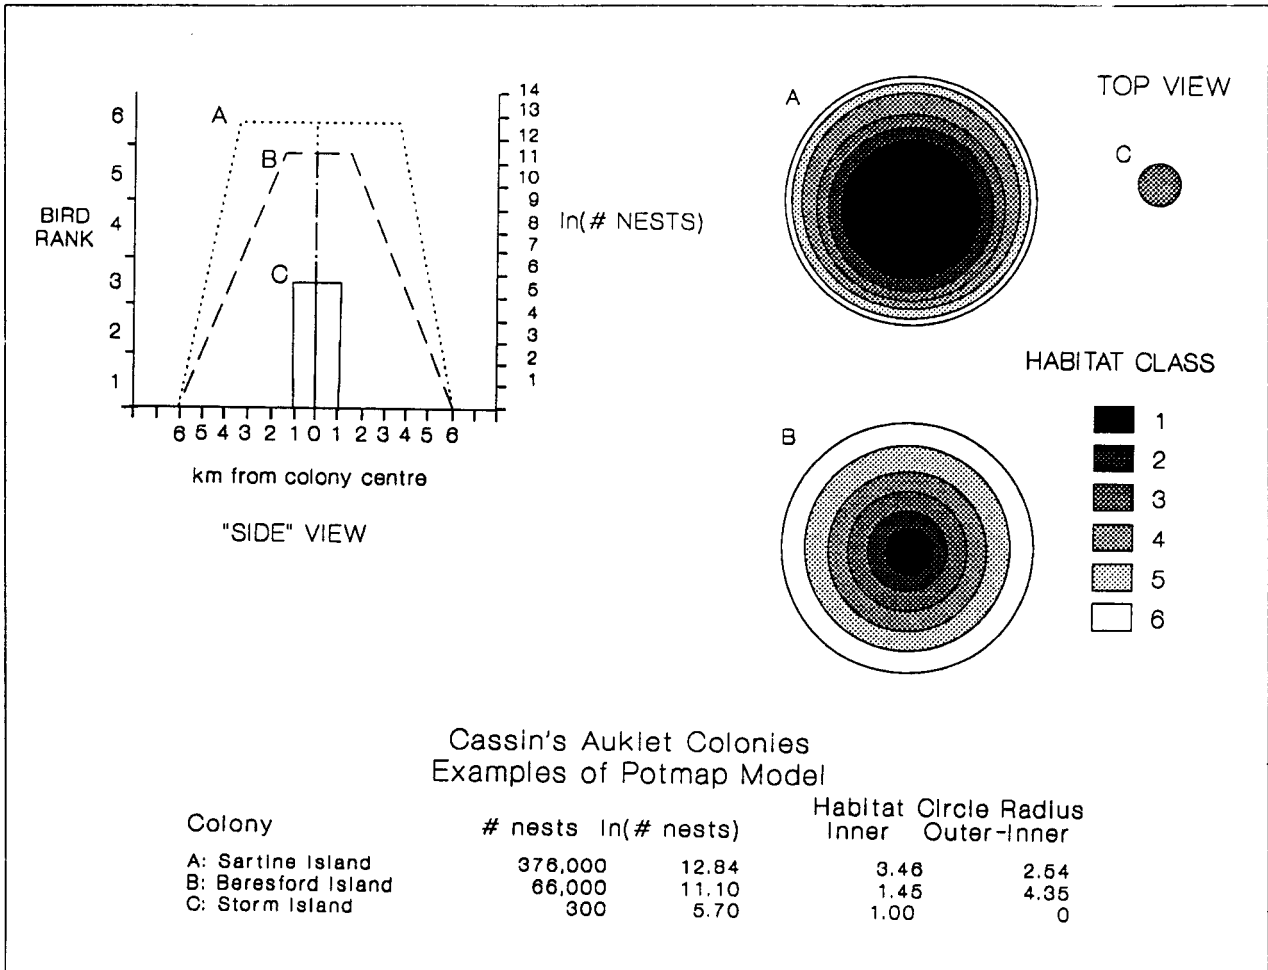 A
B
C
BIRD
RANK
6
5
4
3
2
1
14
13
12
11
10
9
8
7
6
5
4
3
2
1
ln(# NESTS)
6 5 4 3 2 1 0 1 2 3 4 5 6
km from colony centre
"SIDE" VIEW
TOP VIEW
A
C
B
HABITAT CLASS
1
2
3
4
5
6
Cassin's Auklet Colonies
Examples of Potmap Model
Habitat Circle Radius
Colony # nests ln(# nests) Inner Outer-Inner
A: Sartine Island 376,000 12.84 3.46 2.54
B: Beresford Island 66,000 11.10 1.45 4.35
C: Storm Island 300 5.70 1.00 0